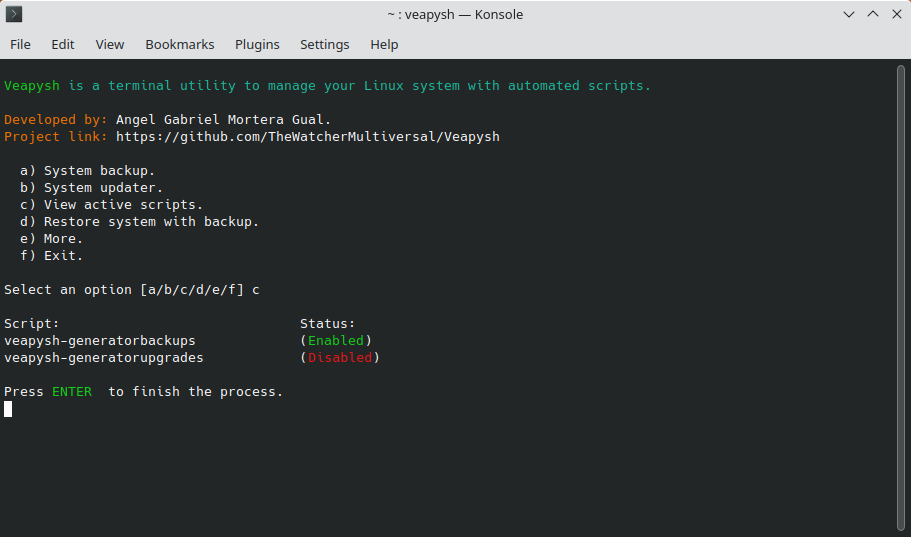 ~ : veapysh — Konsole
File Edit View Bookmarks Plugins Settings Help
Veapysh is a terminal utility to manage your Linux system with automated scripts.
Developed by: Angel Gabriel Mortera Gual.
Project link: https://github.com/TheWatcherMultiversal/Veapysh
a) System backup.
b) System updater.
c) View active scripts.
d) Restore system with backup.
e) More.
f) Exit.
Select an option [a/b/c/d/e/f] c
Script: Status:
veapysh-generatorbackups (Enabled)
veapysh-generatorupgrades (Disabled)
Press ENTER  to finish the process.